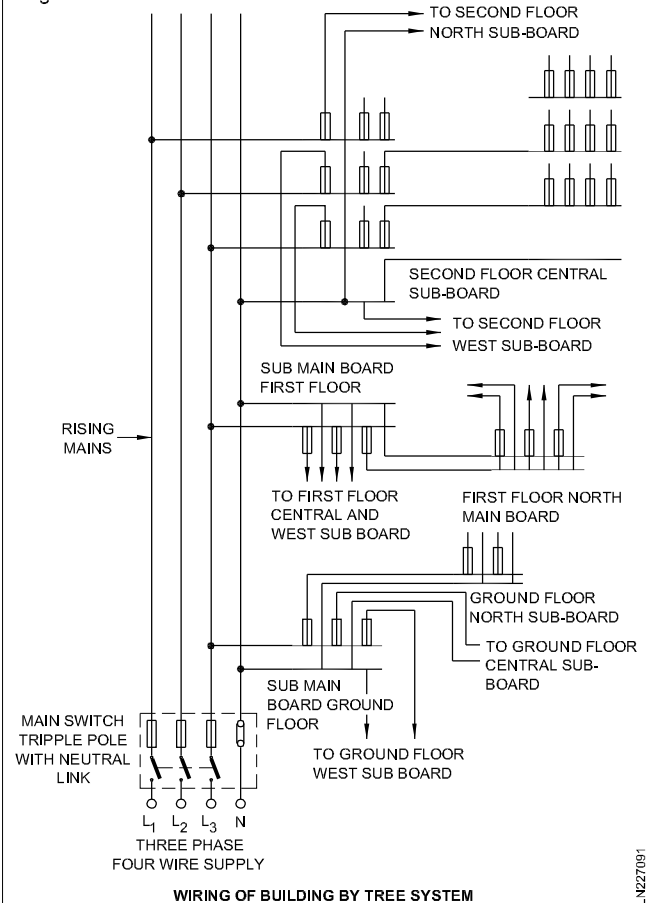 TO SECOND FLOOR
NORTH SUB-BOARD
SECOND FLOOR CENTRAL
SUB-BOARD
TO SECOND FLOOR
WEST SUB-BOARD
SUB MAIN BOARD
FIRST FLOOR
RISING
MAINS
TO FIRST FLOOR
CENTRAL AND
WEST SUB BOARD
FIRST FLOOR NORTH
MAIN BOARD
GROUND FLOOR
NORTH SUB-BOARD
TO GROUND FLOOR
CENTRAL SUB-
BOARD
SUB MAIN
BOARD GROUND
FLOOR
TO GROUND FLOOR
WEST SUB BOARD
MAIN SWITCH
TRIPPLE POLE
WITH NEUTRAL
LINK
L1 L2 L3 N
THREE PHASE
FOUR WIRE SUPPLY
WIRING OF BUILDING BY TREE SYSTEM
_N227091